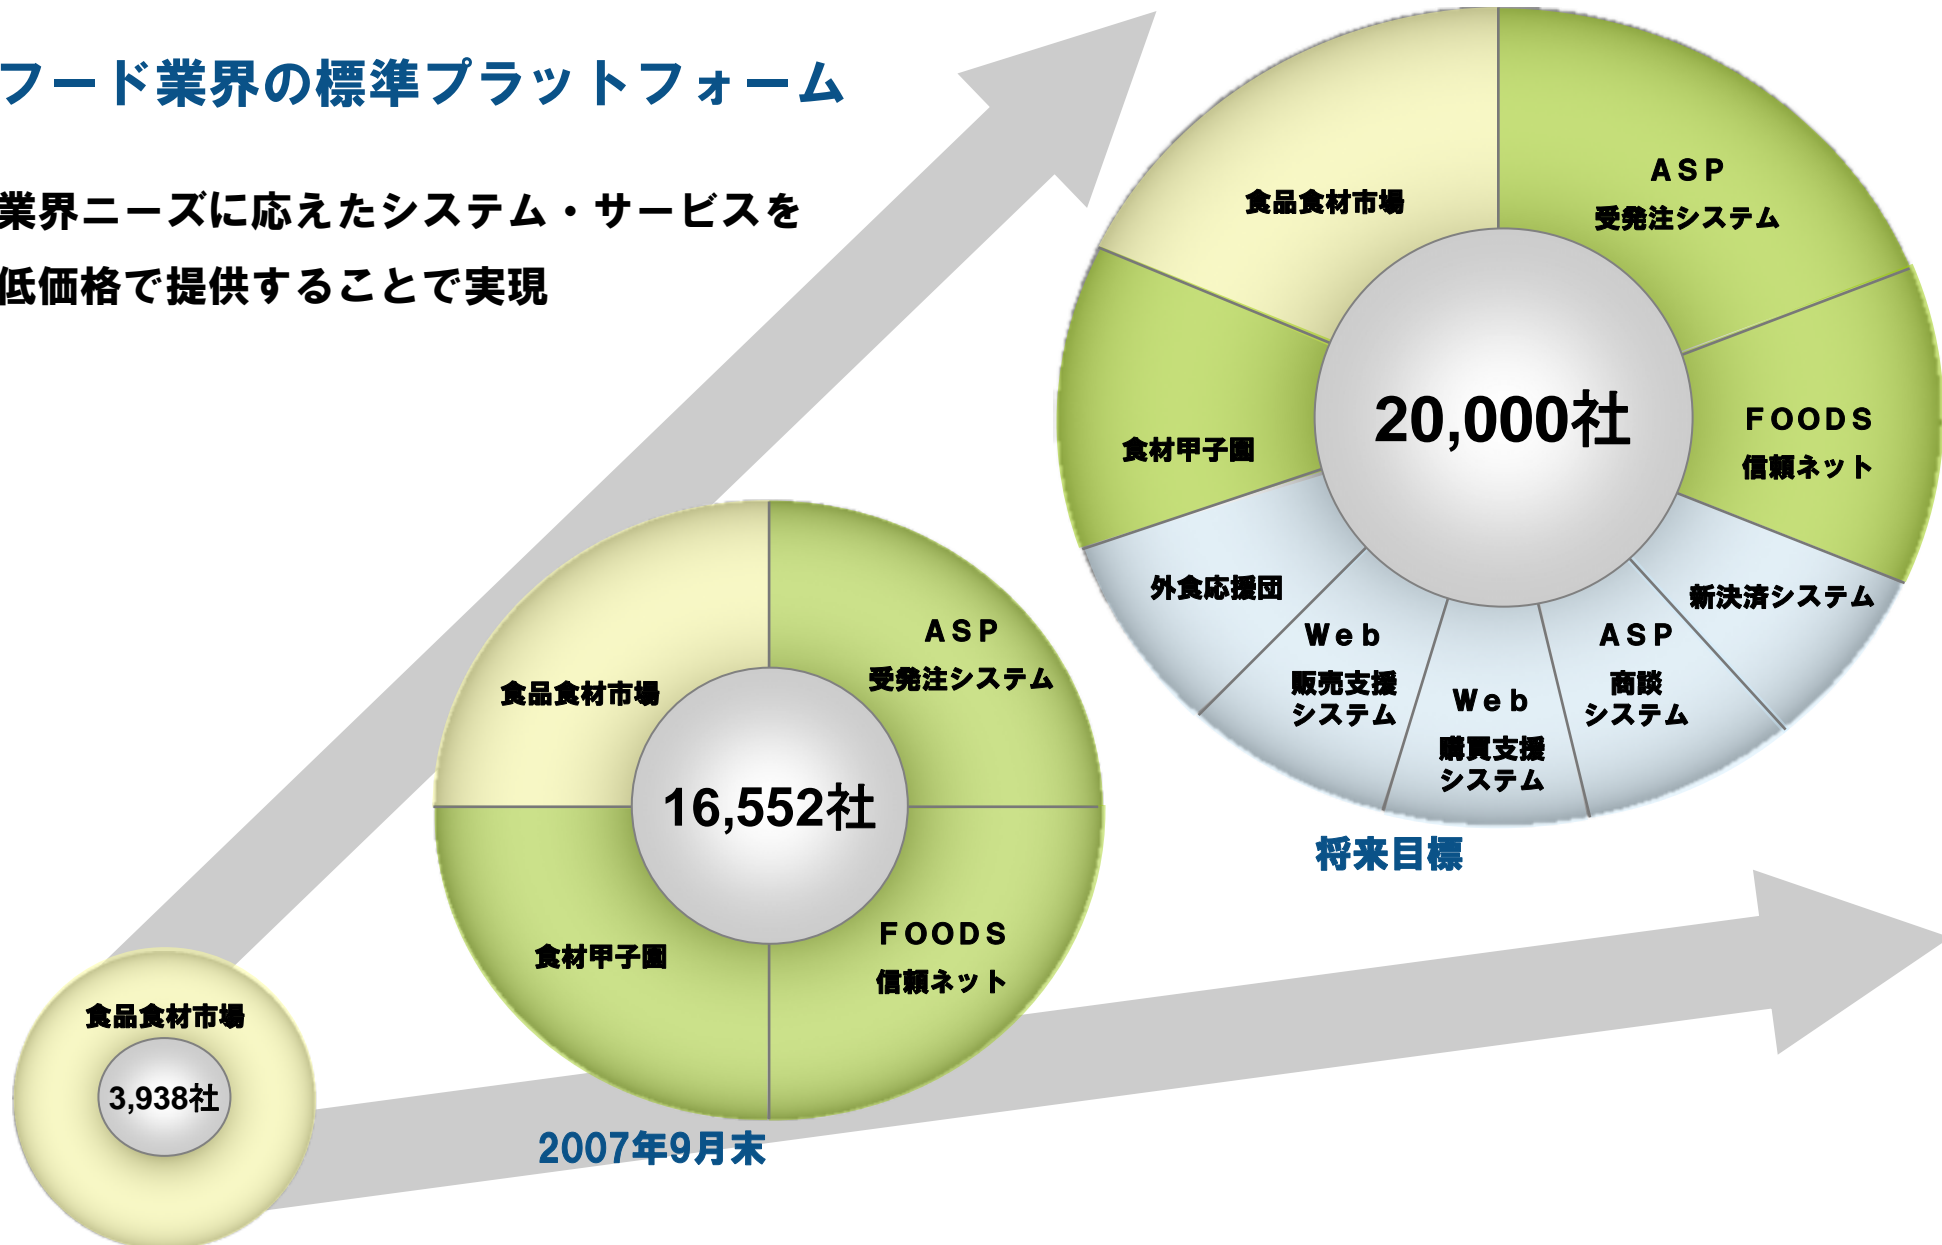 フード業界の標準プラットフォーム
業界ニーズに応えたシステム・サービスを
低価格で提供することで実現
食品食材市場
3,938社
食品食材市場
ASP
受発注システム
16,552社
食材甲子園
FOODS
信頼ネット
2007年9月末
食品食材市場
ASP
受発注システム
20,000社
食材甲子園
FOODS
信頼ネット
外食応援団
Web
販売支援
システム
Web
購買支援
システム
ASP
商談
システム
新決済システム
将来目標